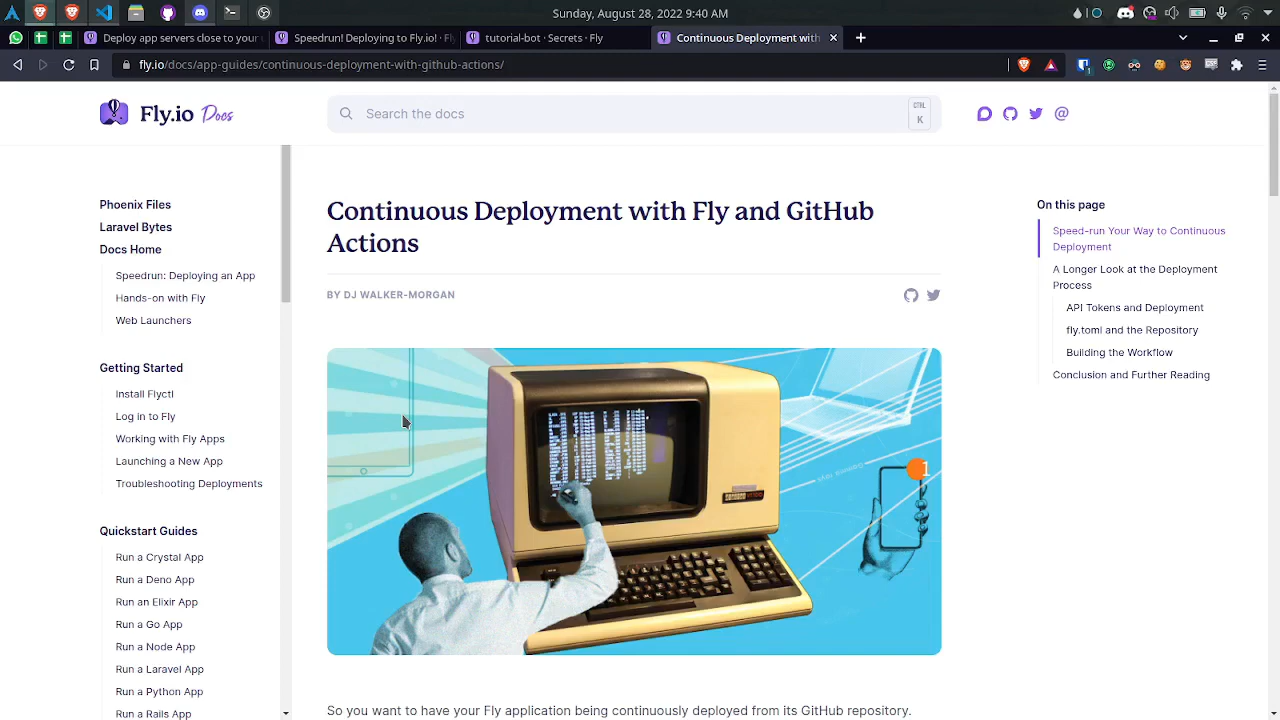 Sunday, August 28, 2022 9:40 AM
Deploy app servers close to your
Speedrun! Deploying to Fly.io! · Fly
tutorial-bot · Secrets · Fly
Continuous Deployment with
fly.io/docs/app-guides/continuous-deployment-with-github-actions/
Fly.io Docs
Search the docs
CTRL
K
Phoenix Files
Laravel Bytes
Docs Home
Speedrun: Deploying an App
Hands-on with Fly
Web Launchers
Getting Started
Install Flyctl
Log in to Fly
Working with Fly Apps
Launching a New App
Troubleshooting Deployments
Quickstart Guides
Run a Crystal App
Run a Deno App
Run an Elixir App
Run a Go App
Run a Node App
Run a Laravel App
Run a Python App
Run a Rails App
Continuous Deployment with Fly and GitHub
Actions
BY DJ WALKER-MORGAN
1
So you want to have your Fly application being continuously deployed from its GitHub repository.
On this page
Speed-run Your Way to Continuous
Deployment
A Longer Look at the Deployment
Process
API Tokens and Deployment
fly.toml and the Repository
Building the Workflow
Conclusion and Further Reading